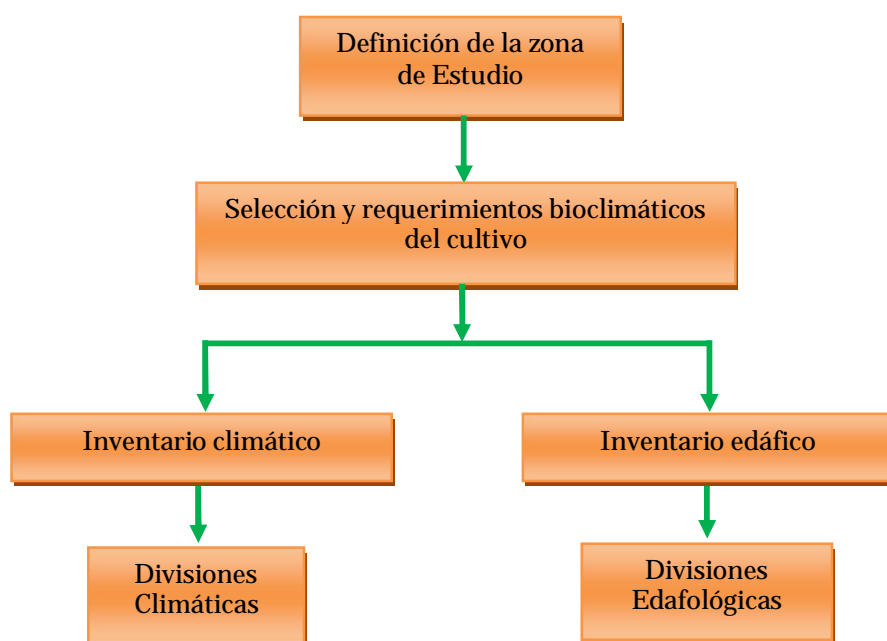 Definición de la zona
de Estudio
Selección y requerimientos bioclimáticos
del cultivo
Inventario climático
Inventario edáfico
Divisiones
Climáticas
Divisiones
Edafológicas